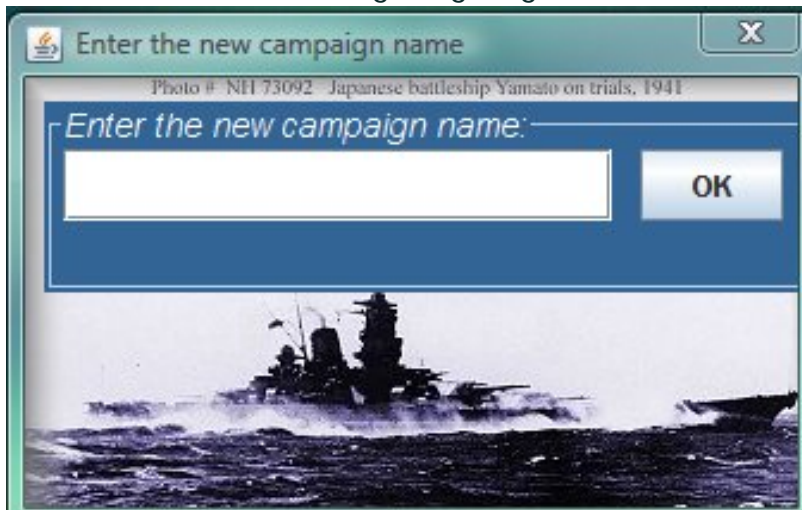 Enter the new campaign name
Photo # NH 73092 Japanese battleship Yamato on trials, 1941
Enter the new campaign name:
OK